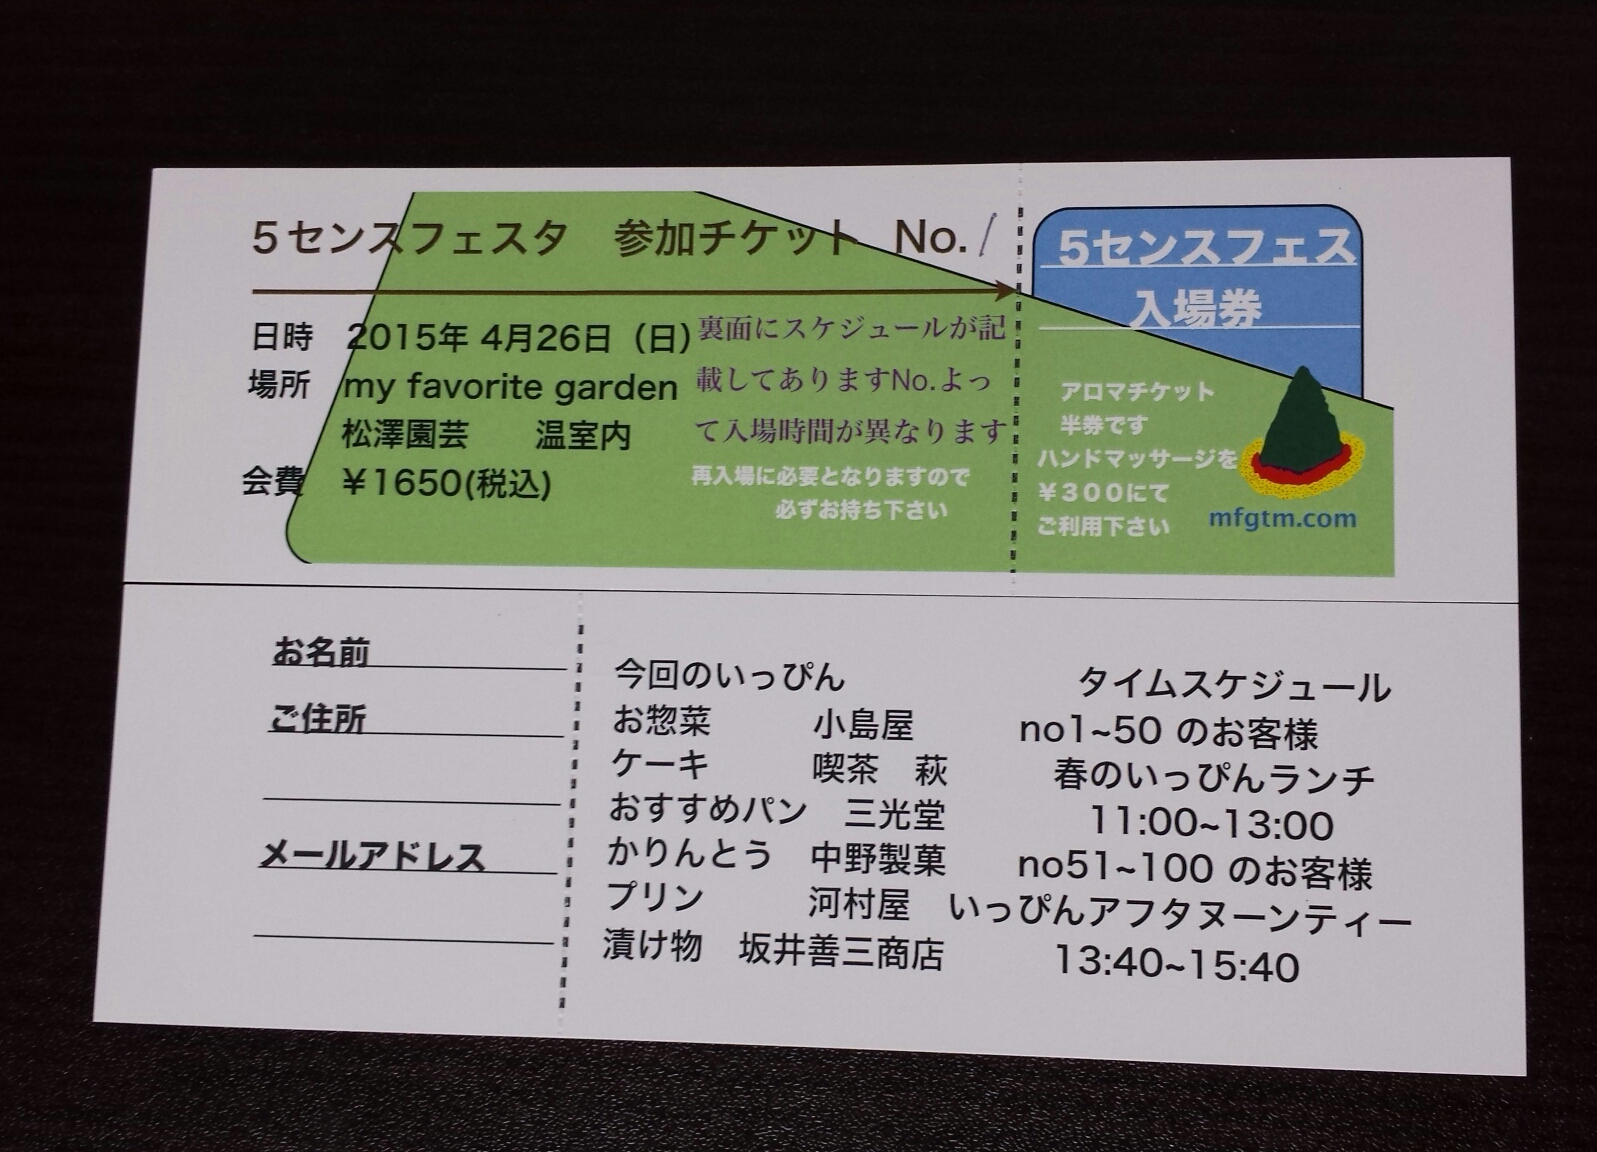 ５センスフェスタ　参加チケット　No. /
日時　2015年 4月26日（日）
場所　my favorite garden
松澤園芸　　温室内
会費　¥1650(税込)
裏面にスケジュールが記
載してありますNo.よっ
て入場時間が異なります
再入場に必要となりますので
必ずお持ち下さい
5センスフェス
入場券
アロマチケット
半券です
ハンドマッサージを
¥３００にて
ご利用下さい
mfgtm.com
お名前
ご住所
メールアドレス
今回のいっぴん
お惣菜　　　小島屋
ケーキ　　　喫茶　萩
おすすめパン　三光堂
かりんとう　中野製菓
プリン　　　河村屋
漬け物　坂井善三商店
タイムスケジュール
no1~50 のお客様
春のいっぴんランチ
11:00~13:00
no51~100 のお客様
いっぴんアフタヌーンティー
13:40~15:40